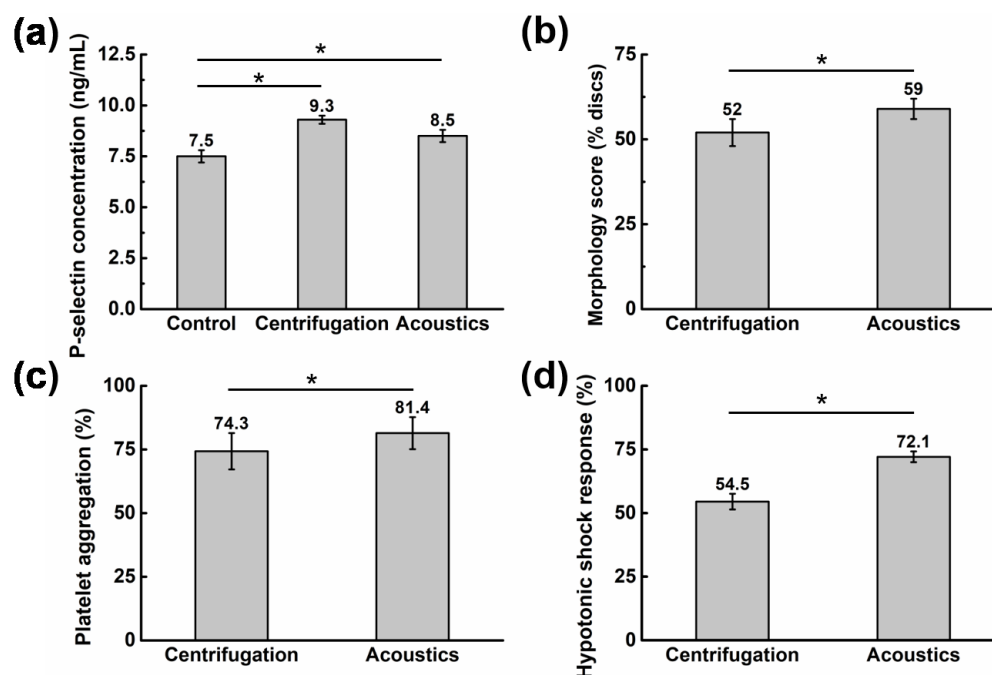 (a)
P-selectin concentration (ng/mL)
12.5
10.0
7.5
5.0
2.5
0.0
*
*
7.5
9.3
8.5
Control Centrifugation Acoustics
(b)
Morphology score (% discs)
75
50
25
0
*
52
59
Centrifugation Acoustics
(c)
Platelet aggregation (%)
100
75
50
25
0
*
74.3
81.4
Centrifugation Acoustics
(d)
Hypotonic shock response (%)
100
75
50
25
0
*
54.5
72.1
Centrifugation Acoustics